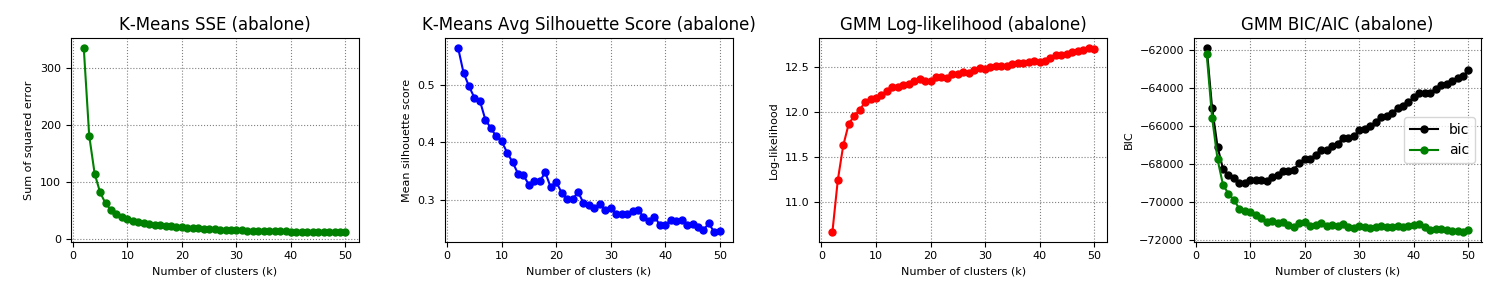 K-Means SSE (abalone)
Sum of squared error
300
200
100
0
0 10 20 30 40 50
Number of clusters (k)
K-Means Avg Silhouette Score (abalone)
Mean silhouette score
0.5
0.4
0.3
0 10 20 30 40 50
Number of clusters (k)
GMM Log-likelihood (abalone)
Log-likelihood
12.5
12.0
11.5
11.0
0 10 20 30 40 50
Number of clusters (k)
GMM BIC/AIC (abalone)
BIC
−62000
−64000
−66000
−68000
−70000
−72000
bic
aic
0 10 20 30 40 50
Number of clusters (k)